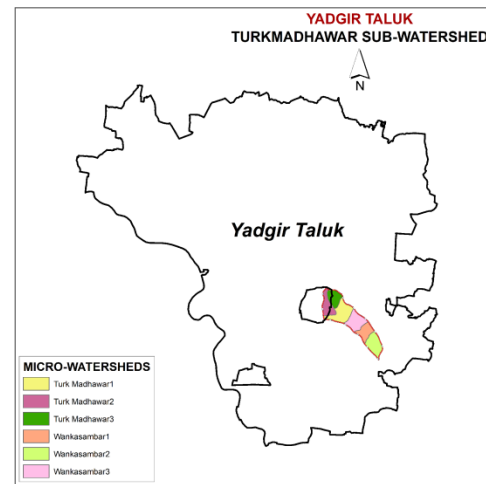 YADGIR TALUK
TURKMADHAWAR SUB-WATERSHED
N
Yadgir Taluk
MICRO-WATERSHEDS
Turk Madhawar1
Turk Madhawar2
Turk Madhawar3
Wankasambar1
Wankasambar2
Wankasambar3